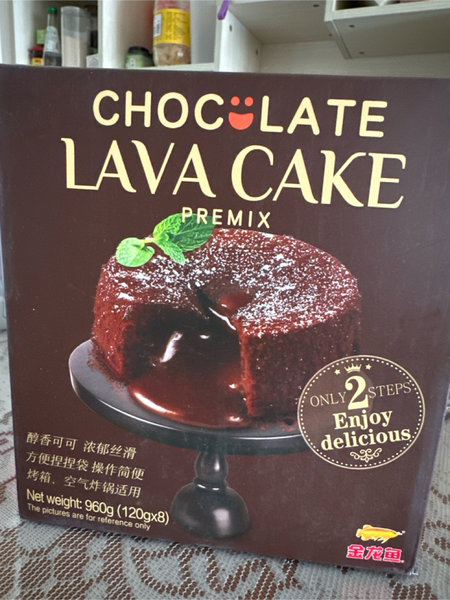 CHOCOLATE
LAVA CAKE
PREMIX
ONLY 2 STEPS
Enjoy
delicious
醇香可可 浓郁丝滑
方便捏捏袋 操作简便
烤箱、空气炸锅适用
Net weight: 960g (120gx8)
The pictures are for reference only
金龙鱼